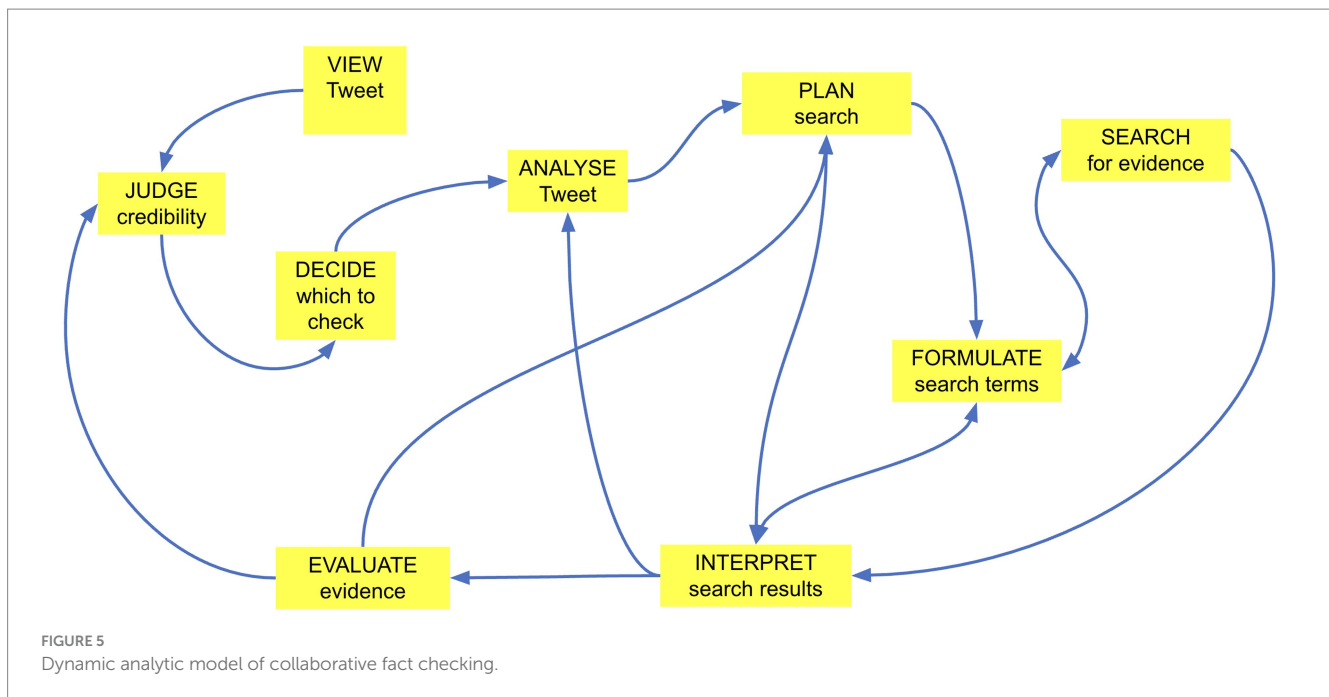 VIEW
Tweet
JUDGE
credibility
DECIDE
which to
check
ANALYSE
Tweet
PLAN
search
FORMULATE
search terms
SEARCH
for evidence
INTERPRET
search results
EVALUATE
evidence
FIGURE 5
Dynamic analytic model of collaborative fact checking.